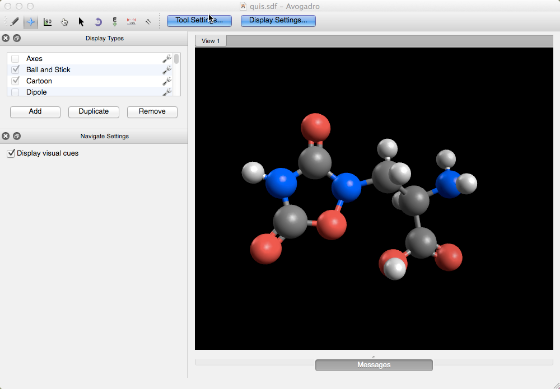 quis.sdf – Avogadro
Tool Settings... Display Settings...
Display Types
View 1
Axes
Ball and Stick
Cartoon
Dipole
Add Duplicate Remove
Navigate Settings
Display visual cues
Messages